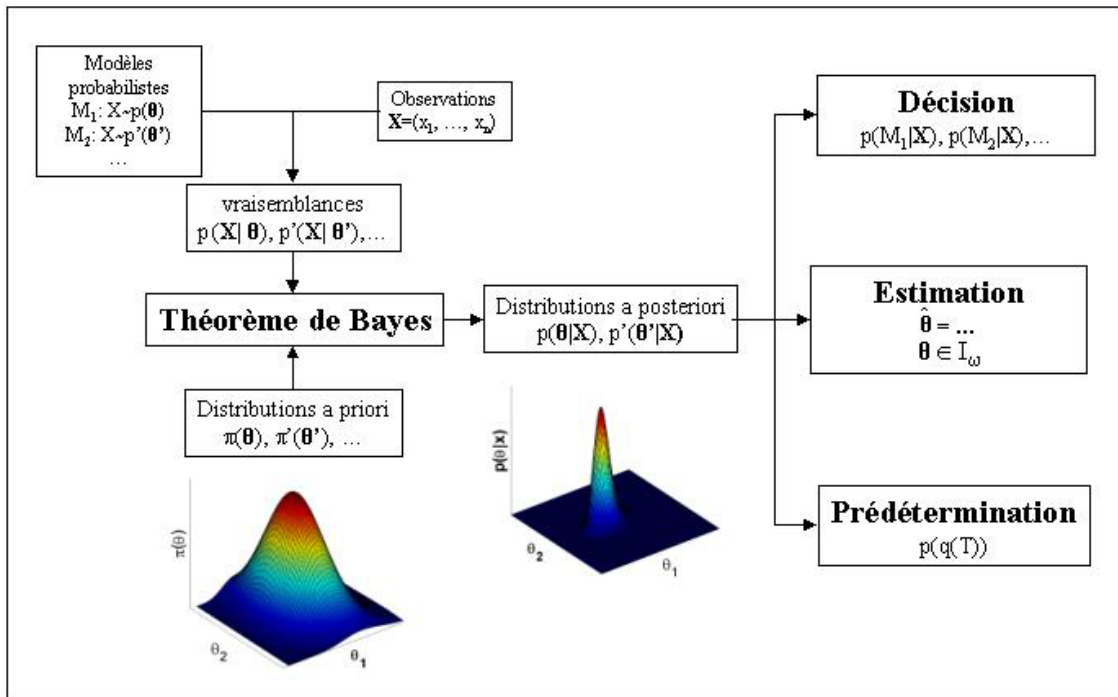 Modèles
probabilistes
M₁: X~p(θ)
M₂: X~p'(θ')
...
Observations
X=(x₁, ..., xₙ)
vraisemblances
p(X| θ), p'(X| θ'),...
Théorème de Bayes
Distributions a priori
π(θ), π'(θ'), ...
Distributions a posteriori
p(θ|X), p'(θ'|X)
Décision
p(M₁|X), p(M₂|X),...
Estimation
θ̂ = ...
θ ∈ I_ω
Prédétermination
p(q(T))
π(θ)
θ₂
θ₁
p(θ|x)
θ₂
θ₁